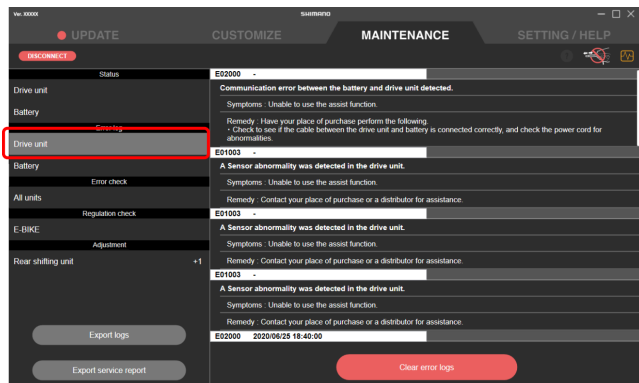 Ver. XXXXX
SHIMANO
UPDATE
CUSTOMIZE
MAINTENANCE
SETTING / HELP
DISCONNECT
Status
Drive unit
Battery
Error log
Drive unit
Battery
Error check
All units
Regulation check
E-BIKE
Adjustment
Rear shifting unit +1
Export logs
Export service report
E02000 -
Communication error between the battery and drive unit detected.
Symptoms : Unable to use the assist function.
Remedy : Have your place of purchase perform the following.
・Check to see if the cable between the drive unit and battery is connected correctly, and check the power cord for
abnormalities.
E01003 -
A Sensor abnormality was detected in the drive unit.
Symptoms : Unable to use the assist function.
Remedy : Contact your place of purchase or a distributor for assistance.
E01003 -
A Sensor abnormality was detected in the drive unit.
Symptoms : Unable to use the assist function.
Remedy : Contact your place of purchase or a distributor for assistance.
E01003 -
A Sensor abnormality was detected in the drive unit.
Symptoms : Unable to use the assist function.
Remedy : Contact your place of purchase or a distributor for assistance.
E02000 2020/06/25 18:40:00
Clear error logs